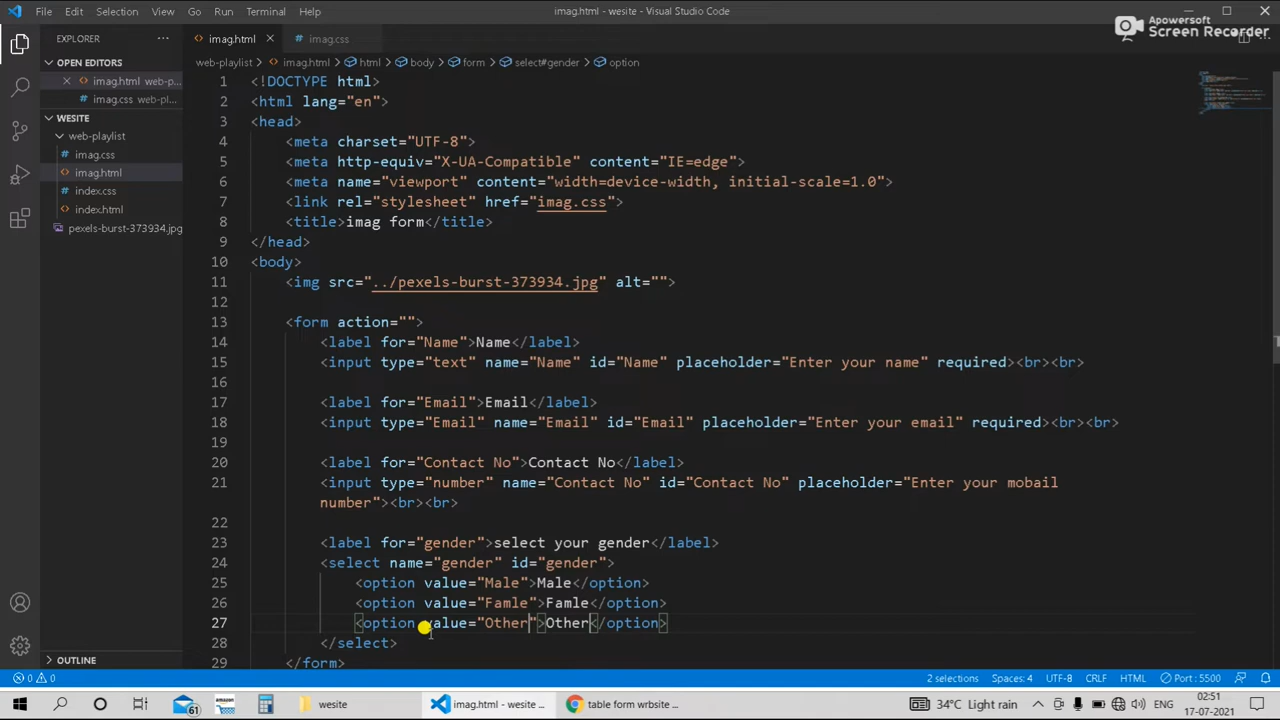 File Edit Selection View Go Run Terminal Help
imag.html - wesite - Visual Studio Code
Apowersoft
Screen Recorder
EXPLORER
imag.html
imag.css
OPEN EDITORS
web-playlist > imag.html > html > body > form > select#gender > option
imag.html web-p...
imag.css web-pl...
WESITE
web-playlist
imag.css
imag.html
index.css
index.html
pexels-burst-373934.jpg
OUTLINE
1 <!DOCTYPE html>
2 <html lang="en">
3 <head>
4 <meta charset="UTF-8">
5 <meta http-equiv="X-UA-Compatible" content="IE=edge">
6 <meta name="viewport" content="width=device-width, initial-scale=1.0">
7 <link rel="stylesheet" href="imag.css">
8 <title>imag form</title>
9 </head>
10 <body>
11 <img src="../pexels-burst-373934.jpg" alt="">
12
13 <form action="">
14 <label for="Name">Name</label>
15 <input type="text" name="Name" id="Name" placeholder="Enter your name" required><br><br>
16
17 <label for="Email">Email</label>
18 <input type="Email" name="Email" id="Email" placeholder="Enter your email" required><br><br>
19
20 <label for="Contact No">Contact No</label>
21 <input type="number" name="Contact No" id="Contact No" placeholder="Enter your mobail
number"><br><br>
22
23 <label for="gender">select your gender</label>
24 <select name="gender" id="gender">
25 <option value="Male">Male</option>
26 <option value="Famle">Famle</option>
27 <option value="Other">Other</option>
28 </select>
29 </form>
0 0
2 selections Spaces: 4 UTF-8 CRLF HTML Port : 5500
61
amazon
wesite
imag.html - wesite ...
table form wrbsite ...
34°C Light rain
ENG
02:51
17-07-2021